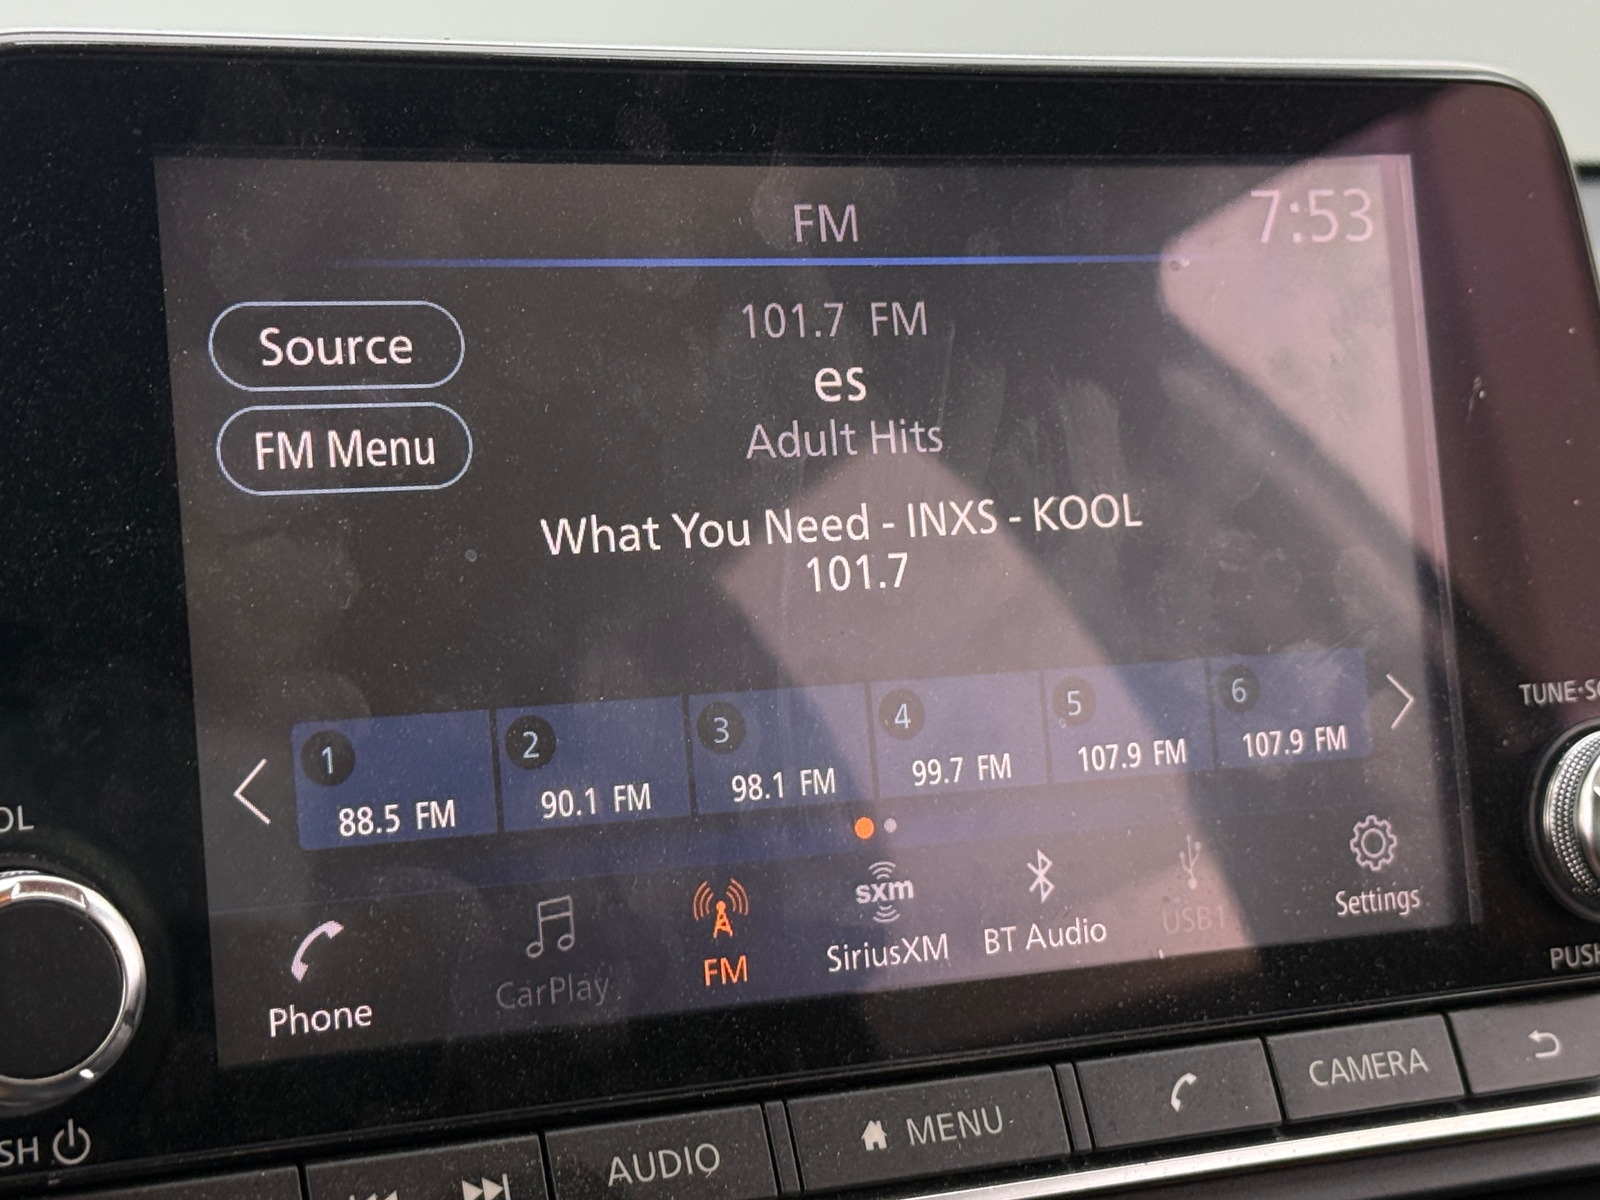 FM
7:53
Source
FM Menu
101.7 FM
es
Adult Hits
What You Need - INXS - KOOL
101.7
1
2
3
4
5
6
88.5 FM
90.1 FM
98.1 FM
99.7 FM
107.9 FM
107.9 FM
sxm
Phone
CarPlay
FM
SiriusXM
BT Audio
USB1
Settings
OL
TUNE·SC
PUSH
SH
AUDIO
MENU
CAMERA